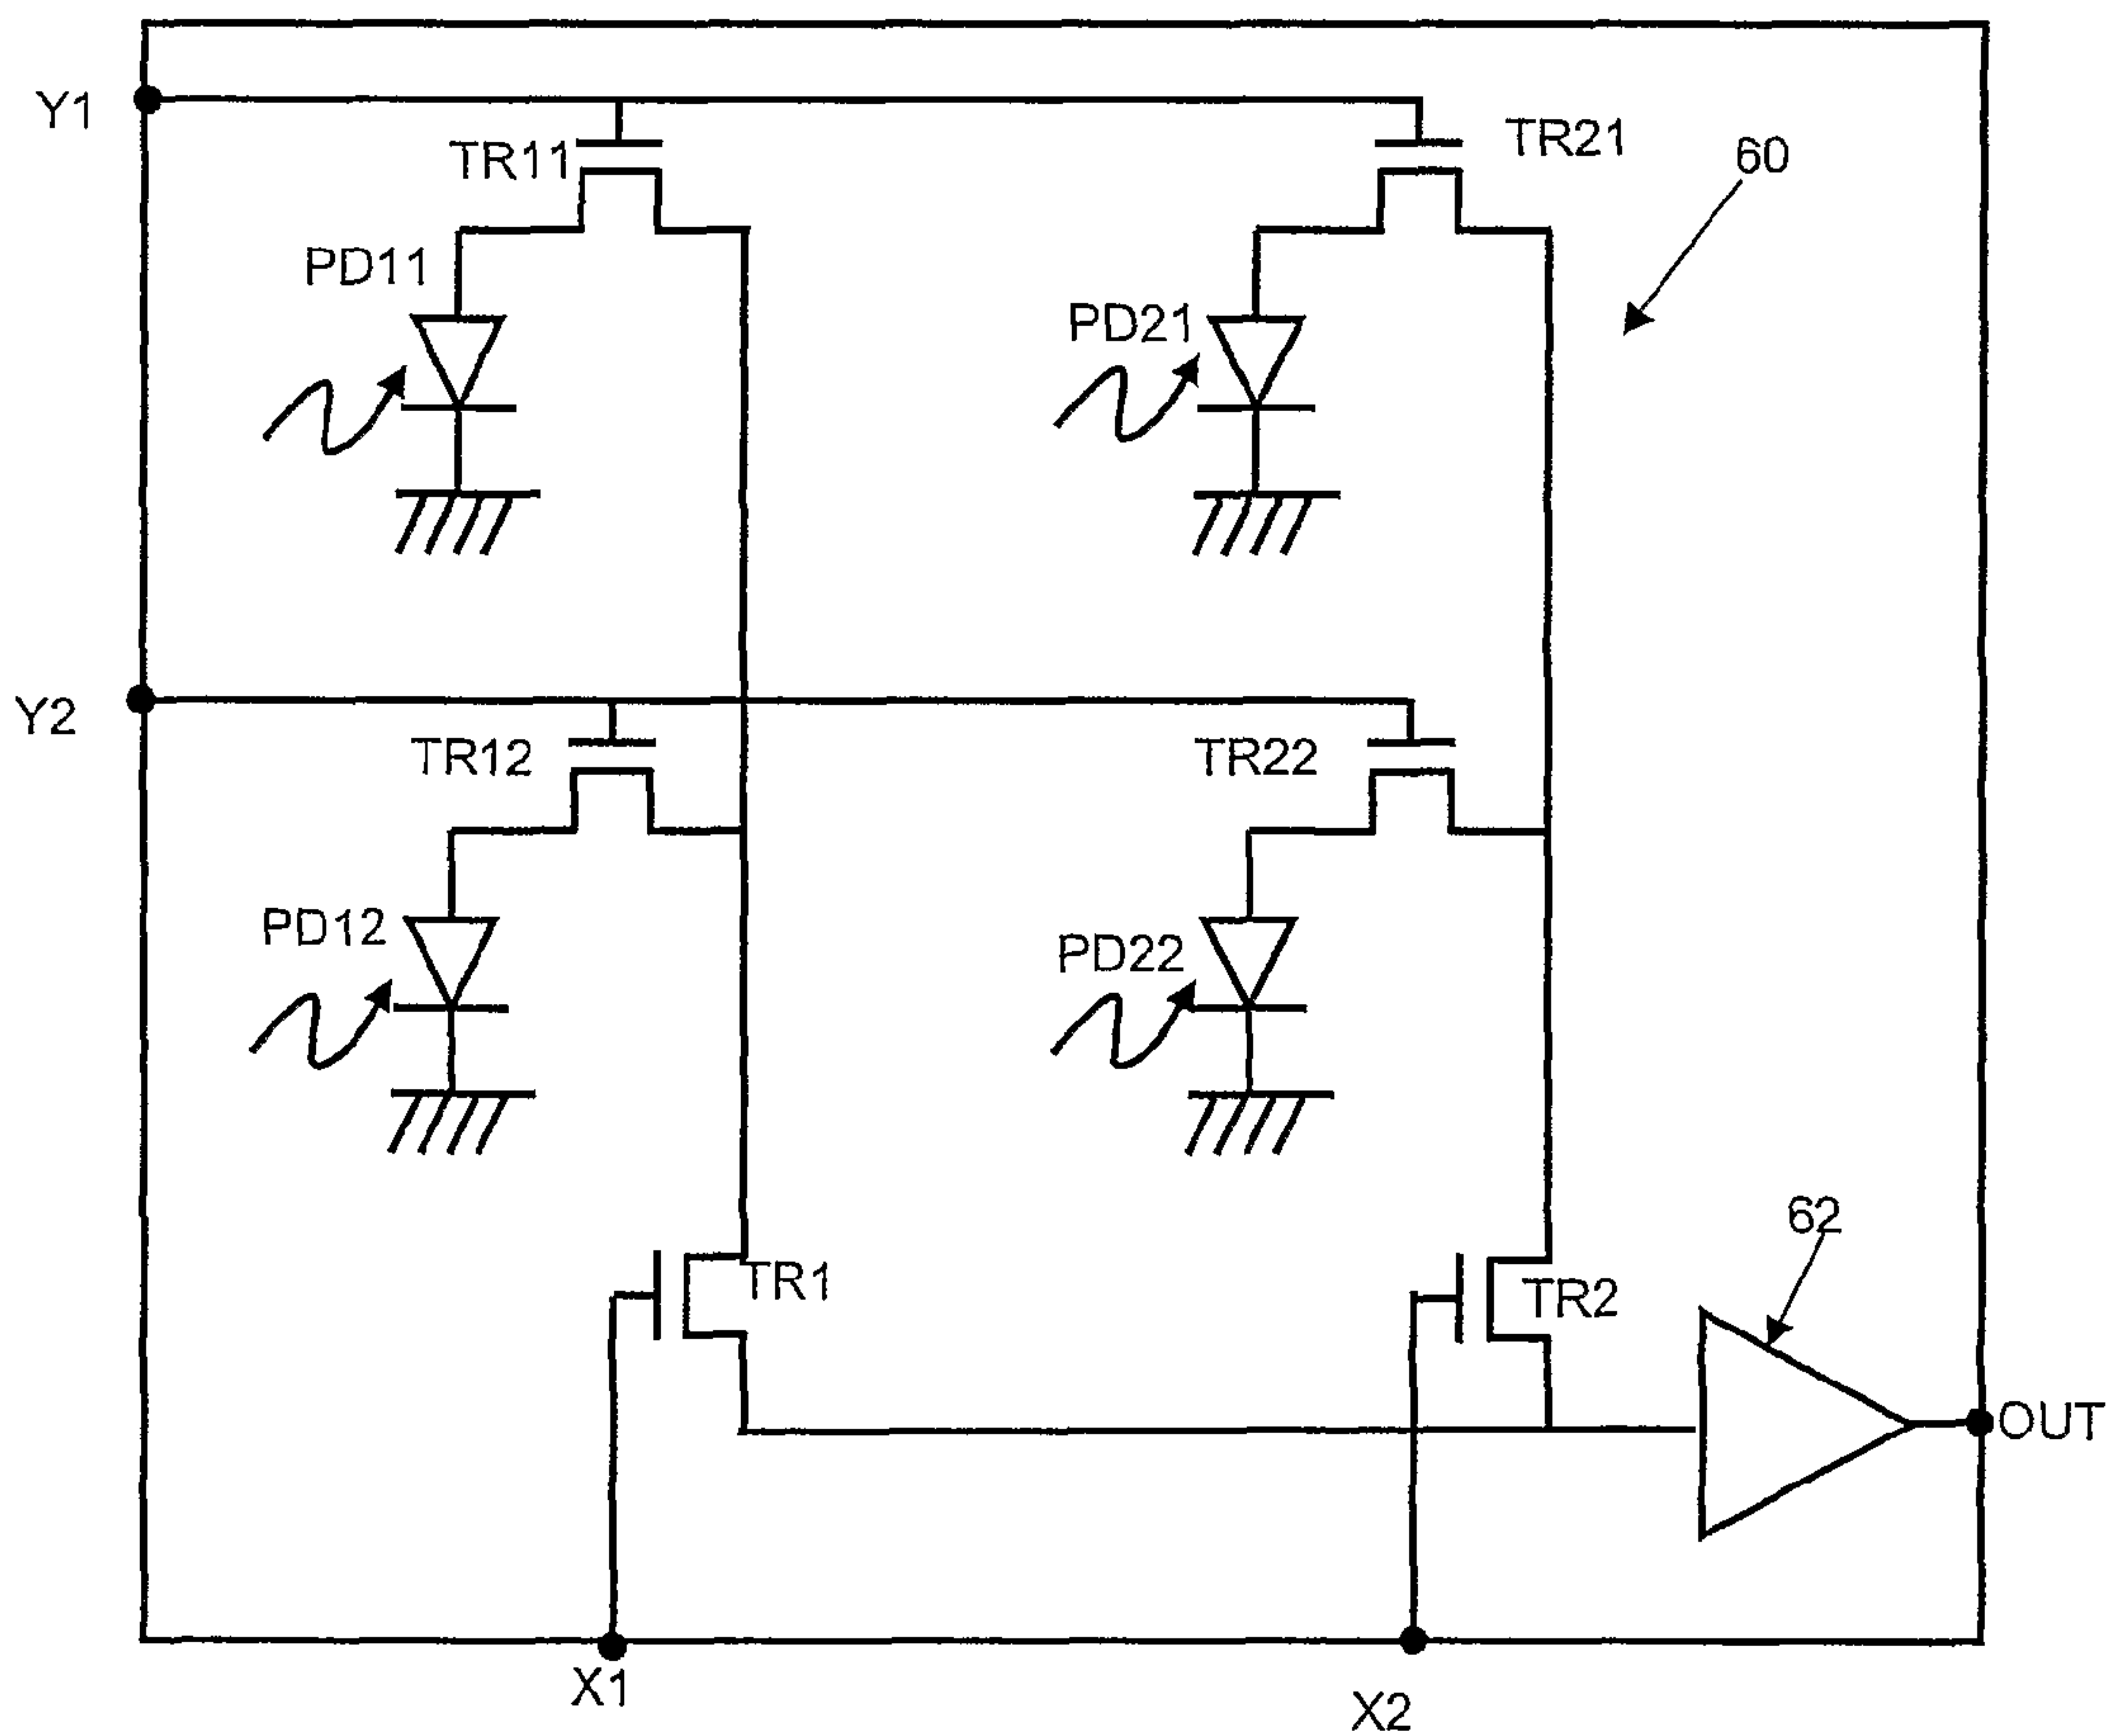 Y1
TR11
TR21
60
PD11
PD21
Y2
TR12
TR22
PD12
PD22
62
TR1
TR2
OUT
X1
X2